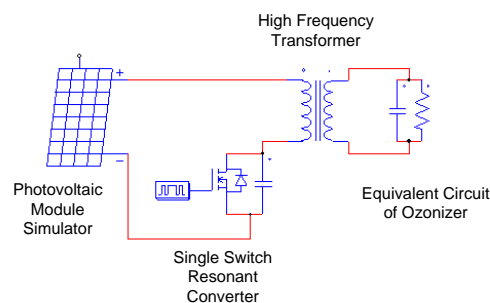 High Frequency
Transformer
+
−
Photovoltaic
Module
Simulator
Equivalent Circuit
of Ozonizer
Single Switch
Resonant
Converter